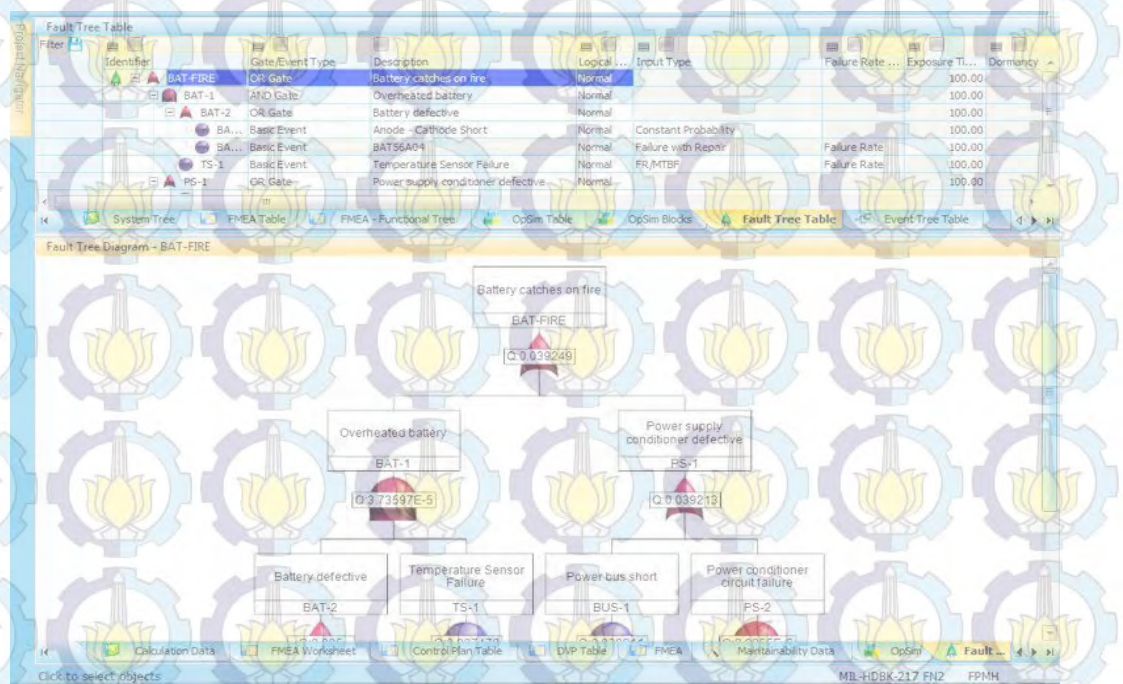 Fault Tree Table
Project Navigator
Filter
Identifier Gate/Event Type Description Logical ... Input Type Failure Rate ... Exposure Ti... Dormancy
BAT-FIRE OR Gate Battery catches on fire Normal 100.00
BAT-1 AND Gate Overheated battery Normal 100.00
BAT-2 OR Gate Battery defective Normal 100.00
BA... Basic Event Anode - Cathode Short Normal Constant Probability 100.00
BA... Basic Event BATS6A04 Normal Failure with Repair Failure Rate 100.00
TS-1 Basic Event Temperature Sensor Failure Normal FR/MTBF Failure Rate 100.00
PS-1 OR Gate Power supply conditioner defective Normal 100.00
System Tree FMEA Table FMEA - Functional Tree OpSim Table OpSim Blocks Fault Tree Table Event Tree Table
Fault Tree Diagram - BAT-FIRE
Battery catches on fire
BAT-FIRE
Q:0.039249
Overheated battery
BAT-1
Q:3.73597E-5
Power supply
conditioner defective
PS-1
Q:0.039213
Battery defective
BAT-2
Temperature Sensor
Failure
TS-1
Power bus short
BUS-1
Power conditioner
circuit failure
PS-2
Calculation Data FMEA Worksheet Control Plan Table DVP Table FMEA Maintainability Data OpSim Fault ...
Click to select objects MIL-HDBK-217 FN2 FPMH